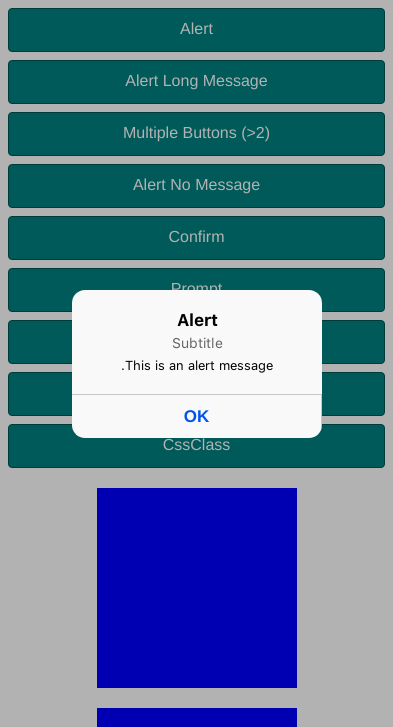 Alert
Alert Long Message
Multiple Buttons (>2)
Alert No Message
Confirm
Prompt
Alert
Subtitle
.This is an alert message
OK
CssClass